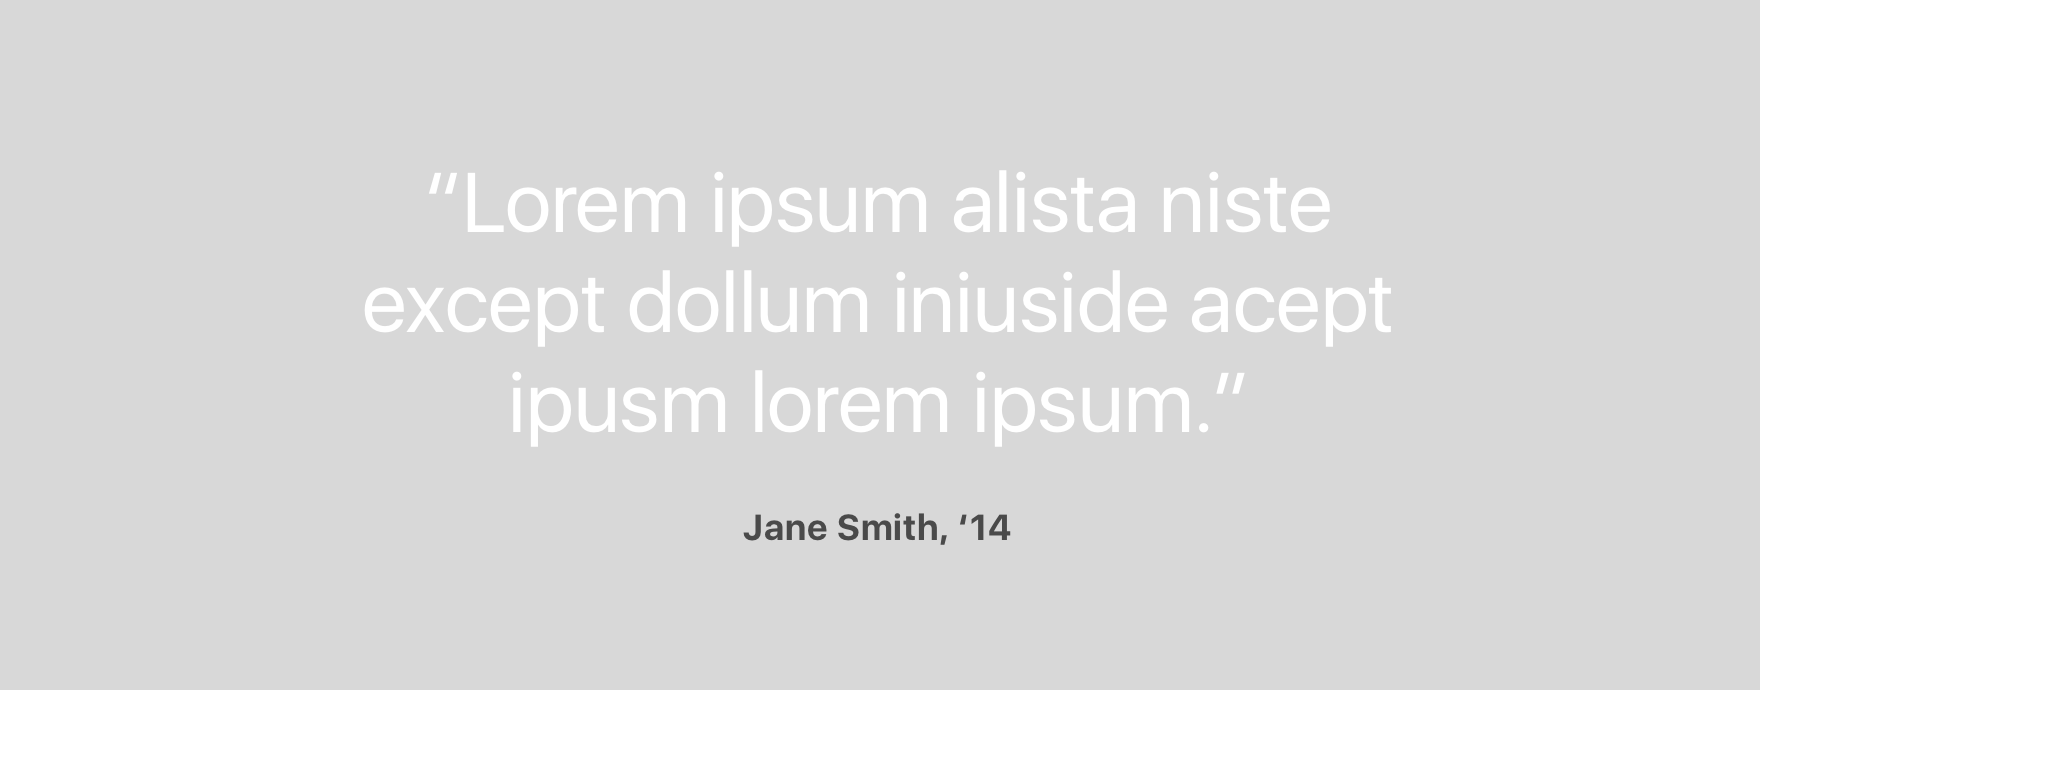 “Lorem ipsum alista niste
except dollum iniuside acept
ipusm lorem ipsum.”
Jane Smith, ‘14